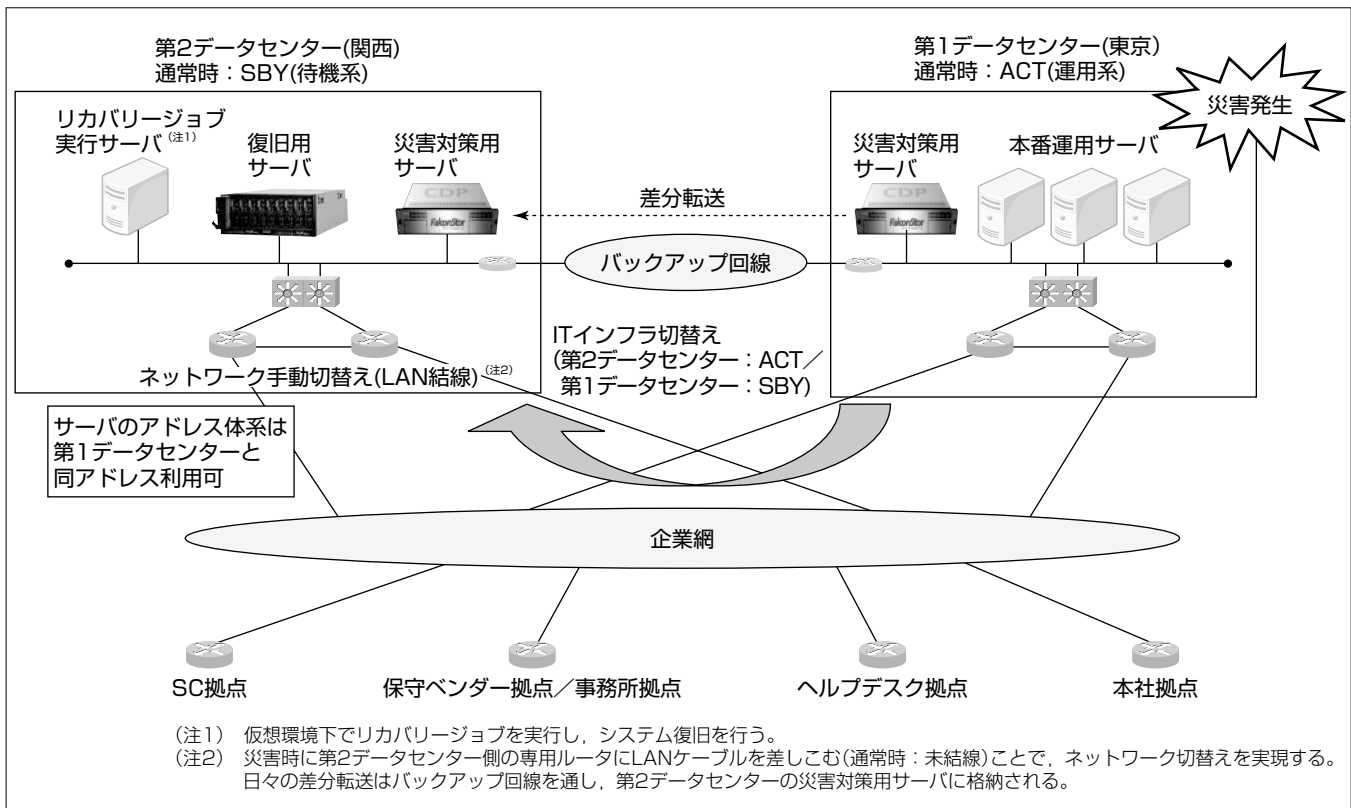 第2データセンター(関西)
通常時：SBY(待機系)
第1データセンター(東京)
通常時：ACT(運用系)
災害発生
リカバリージョブ
実行サーバ(注1)
復旧用
サーバ
災害対策用
サーバ
災害対策用
サーバ
本番運用サーバ
CDP
FalconStor
差分転送
CDP
FalconStor
バックアップ回線
ITインフラ切替え
(第2データセンター：ACT／
第1データセンター：SBY)
ネットワーク手動切替え(LAN結線)(注2)
サーバのアドレス体系は
第1データセンターと
同アドレス利用可
企業網
SC拠点
保守ベンダー拠点／事務所拠点
ヘルプデスク拠点
本社拠点
(注1) 仮想環境下でリカバリージョブを実行し，システム復旧を行う。
(注2) 災害時に第2データセンター側の専用ルータにLANケーブルを差しこむ(通常時：未結線)ことで，ネットワーク切替えを実現する。
日々の差分転送はバックアップ回線を通し，第2データセンターの災害対策用サーバに格納される。